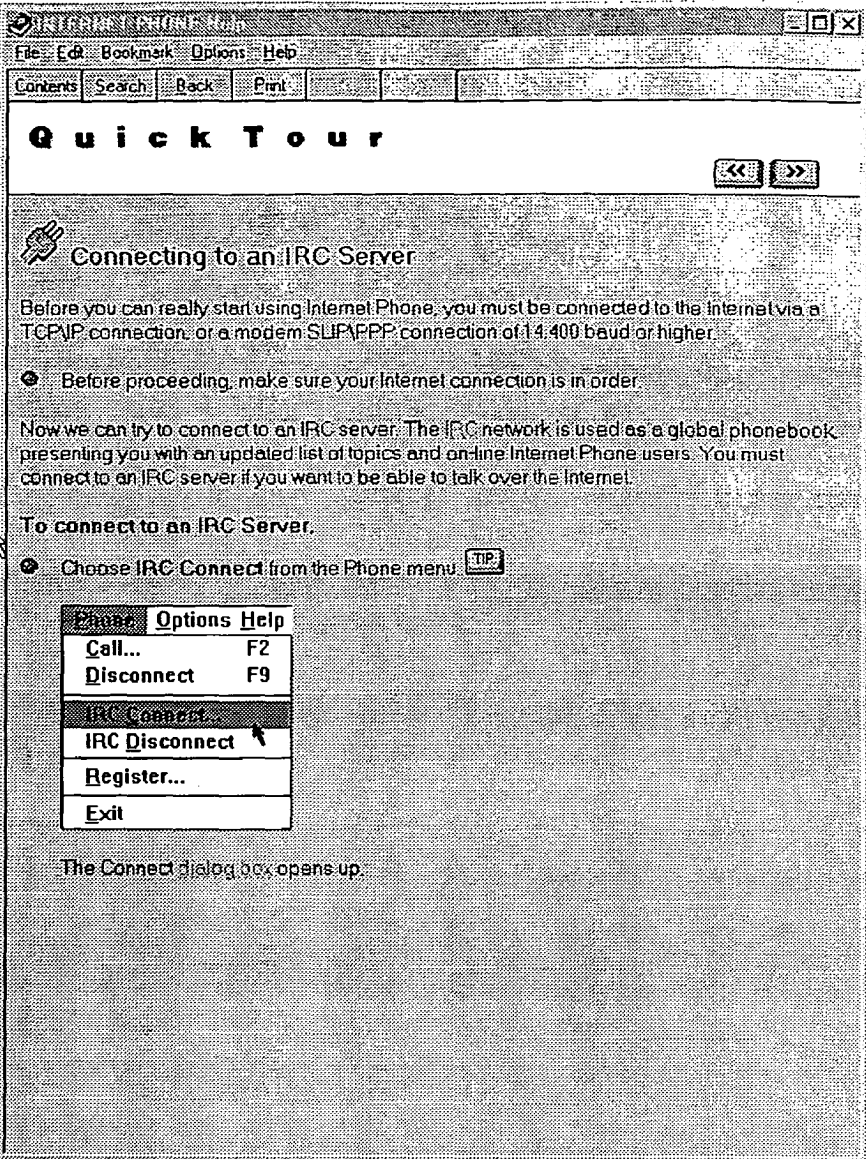 INTERNET PHONE Help
File Edit Bookmark Options Help
Contents Search Back Print
Quick Tour
<< >>
Connecting to an IRC Server
Before you can really start using Internet Phone, you must be connected to the Internet via a
TCP\IP connection, or a modem SLIP\PPP connection of 14,400 baud or higher.
Before proceeding, make sure your Internet connection is in order.
Now we can try to connect to an IRC server. The IRC network is used as a global phonebook,
presenting you with an updated list of topics and on-line Internet Phone users. You must
connect to an IRC server if you want to be able to talk over the Internet.
To connect to an IRC Server,
Choose IRC Connect from the Phone menu. TIP
Phone Options Help
Call... F2
Disconnect F9
IRC Connect...
IRC Disconnect
Register...
Exit
The Connect dialog box opens up.